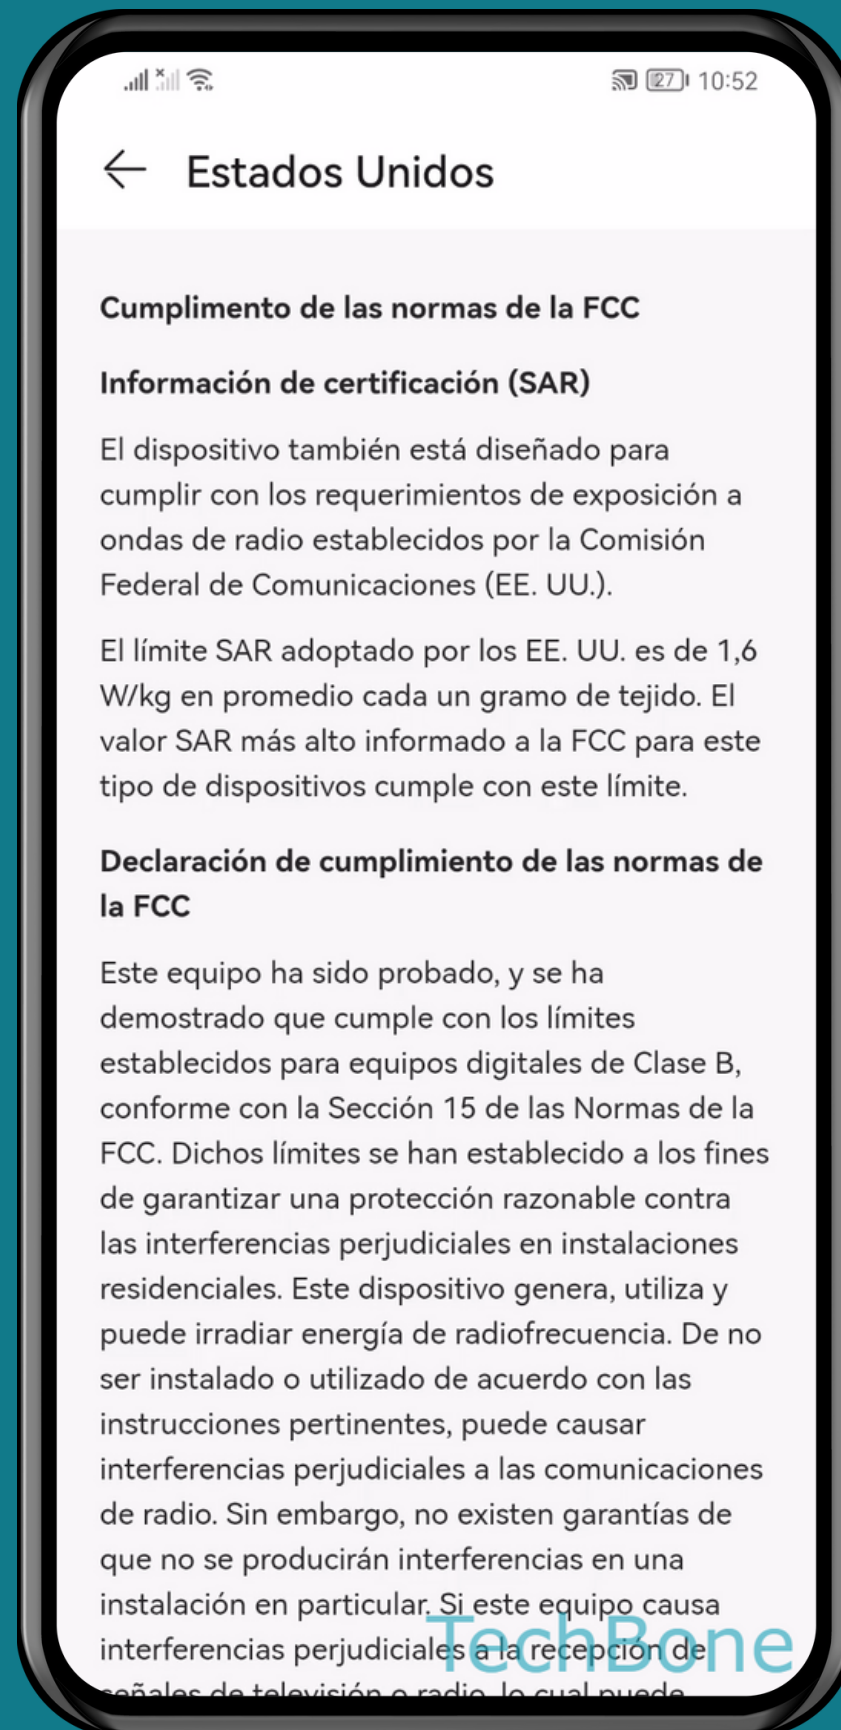 27 10:52
Estados Unidos
Cumplimento de las normas de la FCC
Información de certificación (SAR)
El dispositivo también está diseñado para
cumplir con los requerimientos de exposición a
ondas de radio establecidos por la Comisión
Federal de Comunicaciones (EE. UU.).
El límite SAR adoptado por los EE. UU. es de 1,6
W/kg en promedio cada un gramo de tejido. El
valor SAR más alto informado a la FCC para este
tipo de dispositivos cumple con este límite.
Declaración de cumplimiento de las normas de
la FCC
Este equipo ha sido probado, y se ha
demostrado que cumple con los límites
establecidos para equipos digitales de Clase B,
conforme con la Sección 15 de las Normas de la
FCC. Dichos límites se han establecido a los fines
de garantizar una protección razonable contra
las interferencias perjudiciales en instalaciones
residenciales. Este dispositivo genera, utiliza y
puede irradiar energía de radiofrecuencia. De no
ser instalado o utilizado de acuerdo con las
instrucciones pertinentes, puede causar
interferencias perjudiciales a las comunicaciones
de radio. Sin embargo, no existen garantías de
que no se producirán interferencias en una
instalación en particular. Si este equipo causa
interferencias perjudiciales a la recepción de
señales de televisión o radio, lo cual puede
TechBone